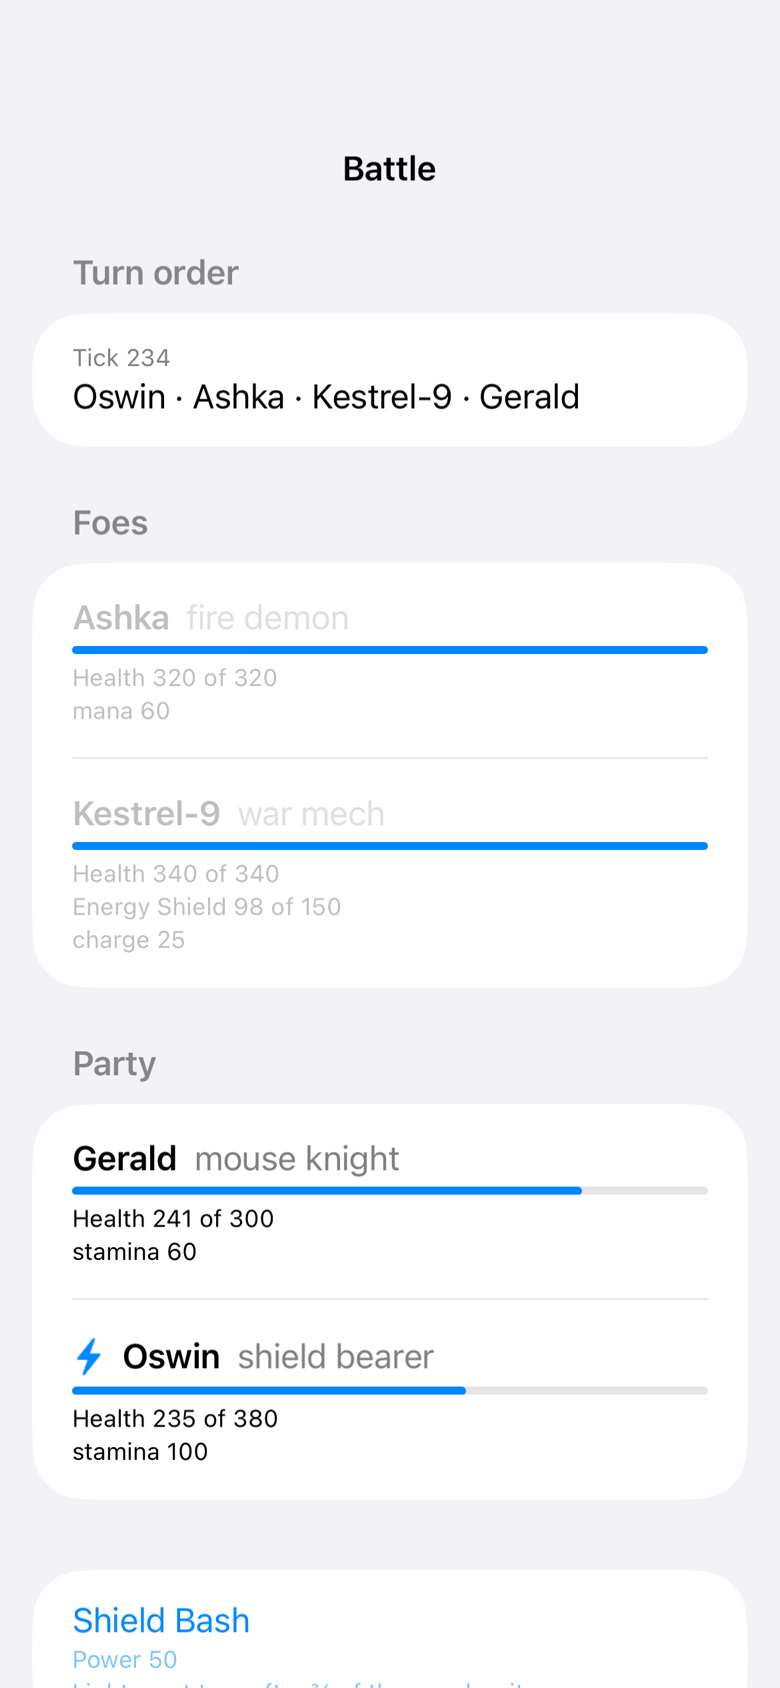 Battle
Turn order
Tick 234
Oswin · Ashka · Kestrel-9 · Gerald
Foes
Ashka fire demon
Health 320 of 320
mana 60
Kestrel-9 war mech
Health 340 of 340
Energy Shield 98 of 150
charge 25
Party
Gerald mouse knight
Health 241 of 300
stamina 60
Oswin shield bearer
Health 235 of 380
stamina 100
Shield Bash
Power 50